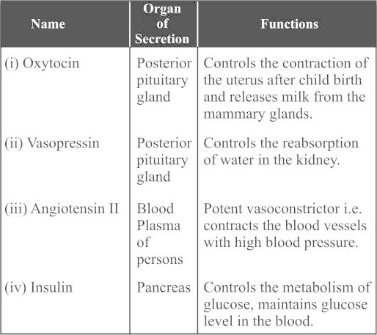 Name
Organ
of
Secretion
Functions
(i) Oxytocin
Posterior
pituitary
gland
Controls the contraction of
the uterus after child birth
and releases milk from the
mammary glands.
(ii) Vasopressin
Posterior
pituitary
gland
Controls the reabsorption
of water in the kidney.
(iii) Angiotensin II
Blood
Plasma
of
persons
Potent vasoconstrictor i.e.
contracts the blood vessels
with high blood pressure.
(iv) Insulin
Pancreas
Controls the metabolism of
glucose, maintains glucose
level in the blood.